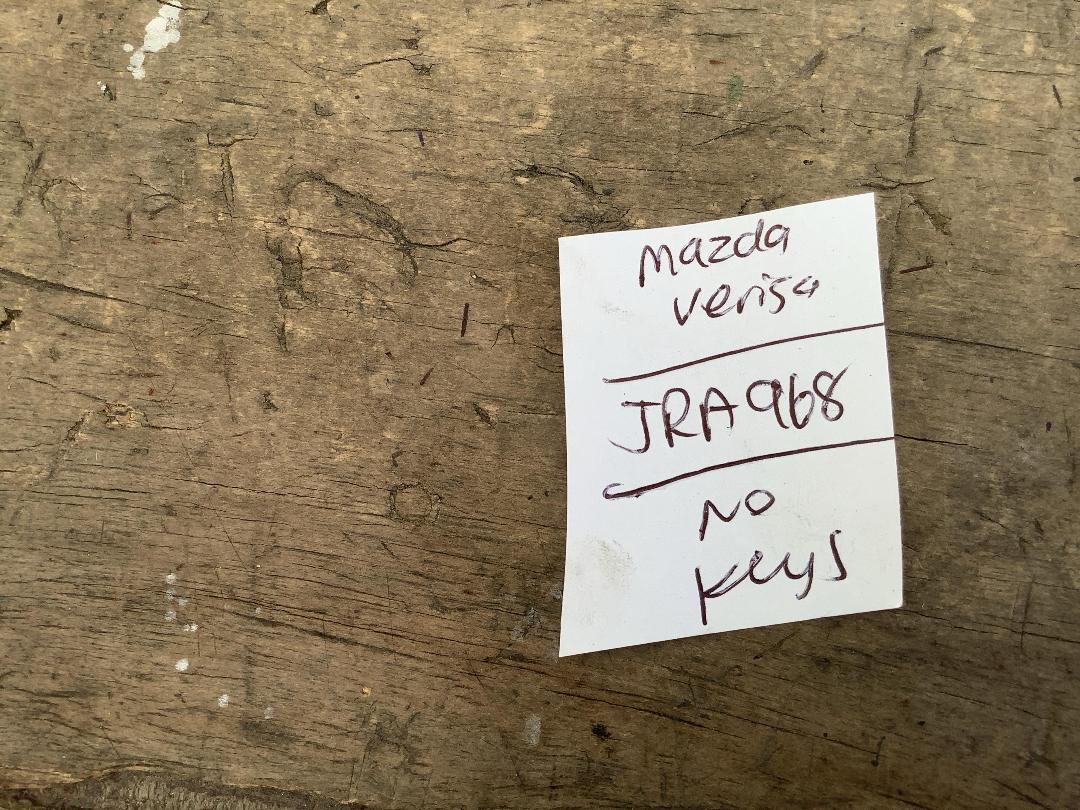 Mazda
verisa
JRA968
NO
Keys